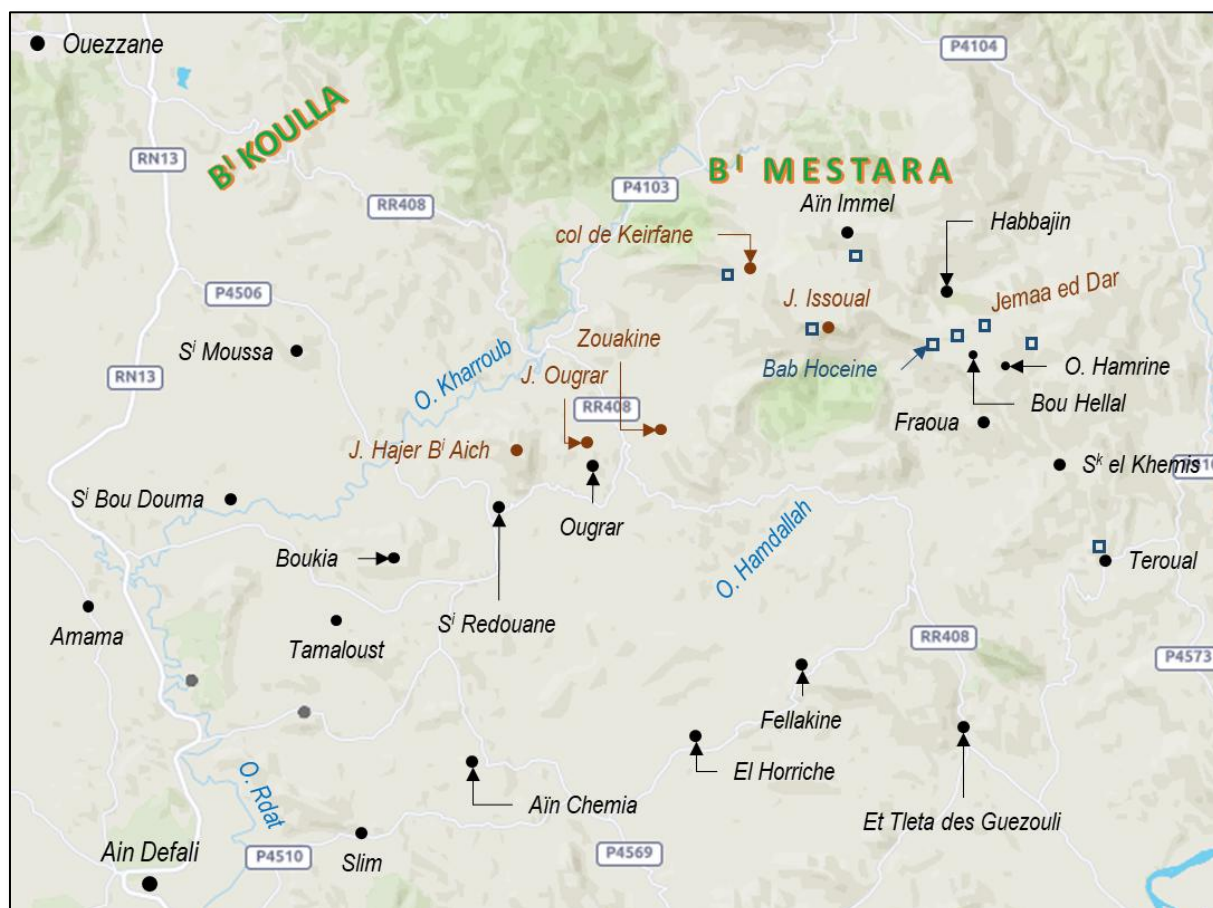 Ouezzane
P4104
Bⁱ KOULLA
RN13
P4103
Bⁱ MESTARA
RR408
Aïn Immel
Habbajin
col de Keirfane
P4506
J. Issoual
Jemaa ed Dar
Sⁱ Moussa
Zouakine
O. Kharroub
Bab Hoceine
O. Hamrine
RN13
J. Ougrar
RR408
Bou Hellal
Fraoua
J. Hajer Bⁱ Aich
Sᵏ el Khemis
Sⁱ Bou Douma
Ougrar
O. Hamdallah
Boukia
Teroual
Amama
Tamaloust
Sⁱ Redouane
RR408
P4573
Fellakine
El Horriche
O. Rdat
Aïn Chemia
Et Tleta des Guezouli
Ain Defali
P4510
Slim
P4569